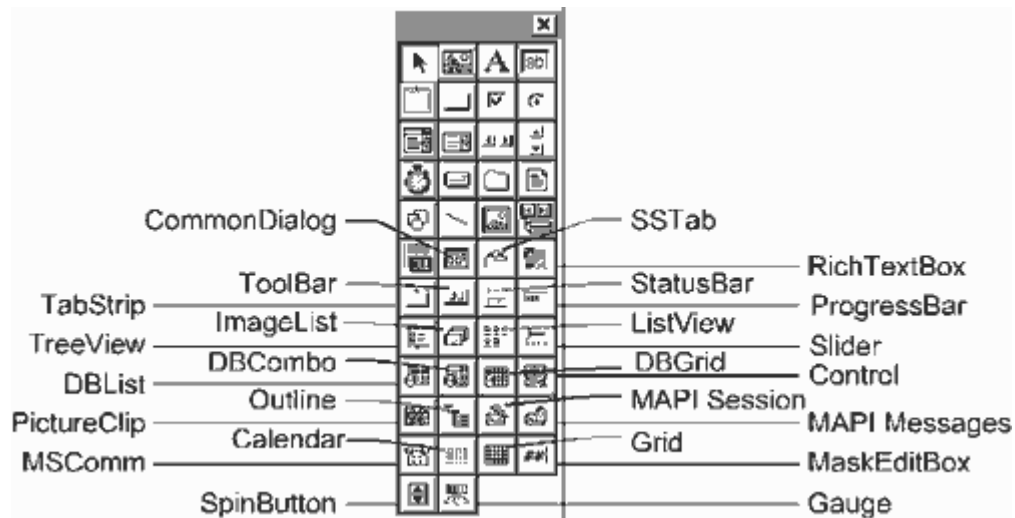 A ab
CommonDialog SSTab
RichTextBox
ToolBar StatusBar
TabStrip ProgressBar
ImageList ListView
TreeView Slider
DBCombo DBGrid
DBList Control
Outline MAPI Session
PictureClip MAPI Messages
Calendar Grid
MSComm ## MaskEditBox
SpinButton Gauge